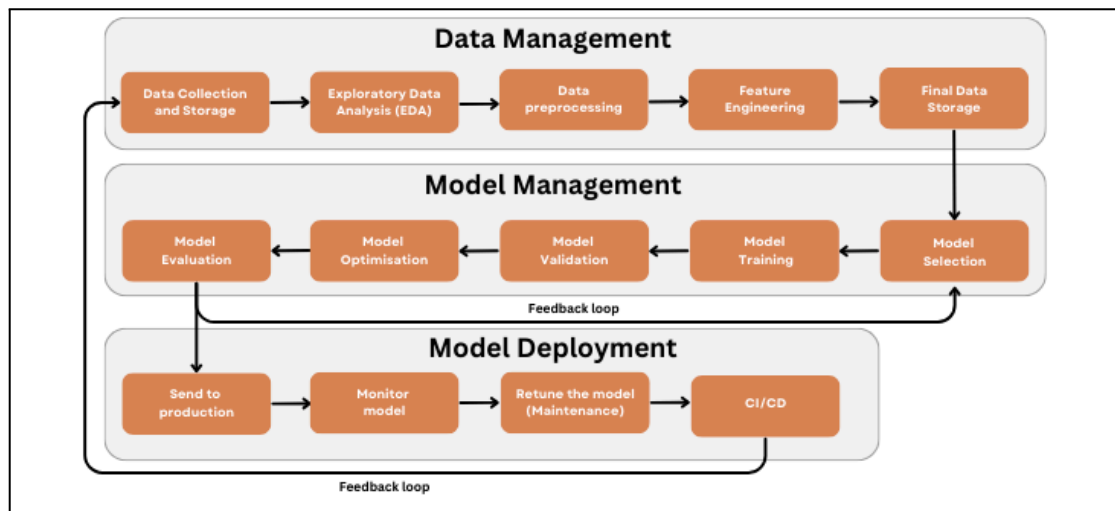 Data Management
Data Collection
and Storage
Exploratory Data
Analysis (EDA)
Data
preprocessing
Feature
Engineering
Final Data
Storage
Model Management
Model
Evaluation
Model
Optimisation
Model
Validation
Model
Training
Model
Selection
Feedback loop
Model Deployment
Send to
production
Monitor
model
Retune the model
(Maintenance)
CI/CD
Feedback loop